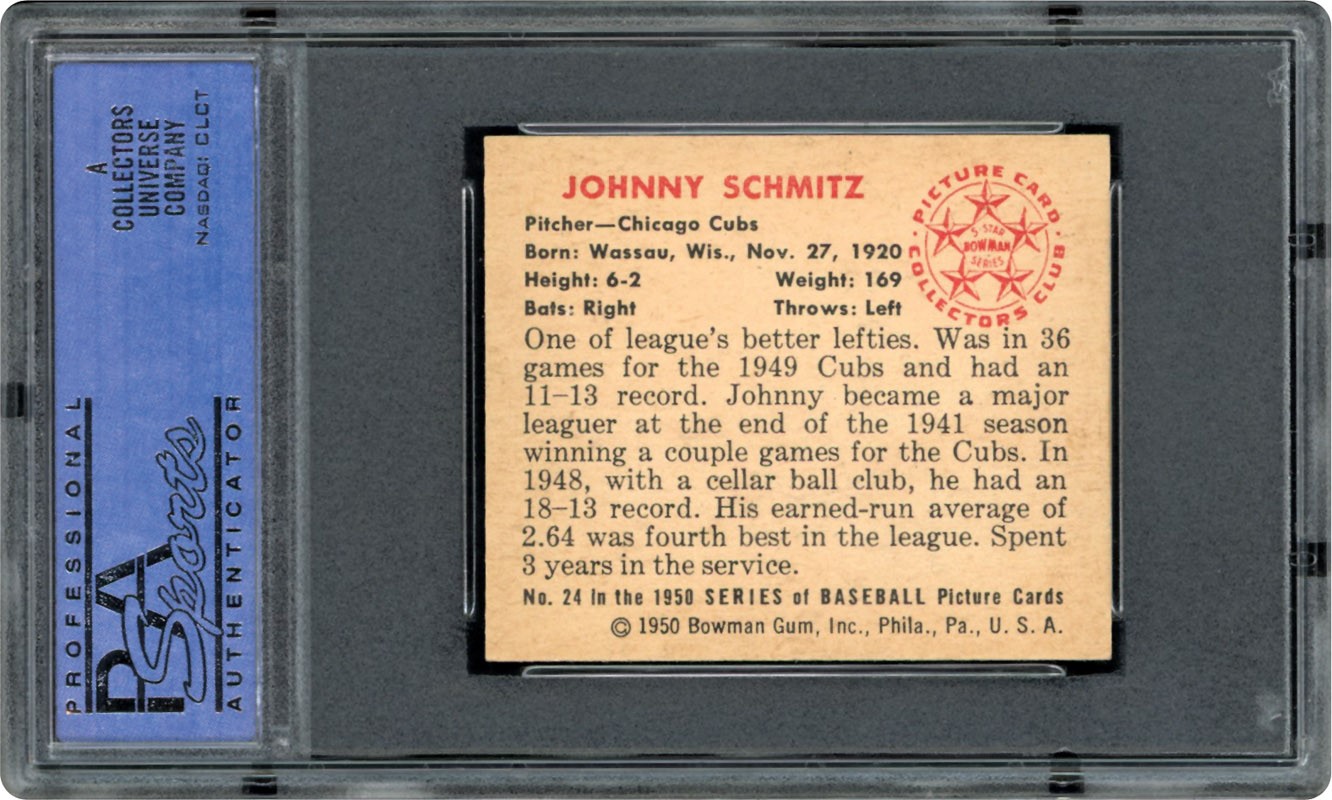 A
COLLECTORS
UNIVERSE
COMPANY
NASDAQ: CLCT
PROFESSIONAL
PSA
Sports
AUTHENTICATOR
JOHNNY SCHMITZ
Pitcher—Chicago Cubs
Born: Wassau, Wis., Nov. 27, 1920
Height: 6-2 Weight: 169
Bats: Right Throws: Left
PICTURE CARD
COLLECTORS CLUB
5-STAR
BOWMAN
SERIES
One of league's better lefties. Was in 36
games for the 1949 Cubs and had an
11–13 record. Johnny became a major
leaguer at the end of the 1941 season
winning a couple games for the Cubs. In
1948, with a cellar ball club, he had an
18–13 record. His earned-run average of
2.64 was fourth best in the league. Spent
3 years in the service.
No. 24 in the 1950 SERIES of BASEBALL Picture Cards
© 1950 Bowman Gum, Inc., Phila., Pa., U. S. A.